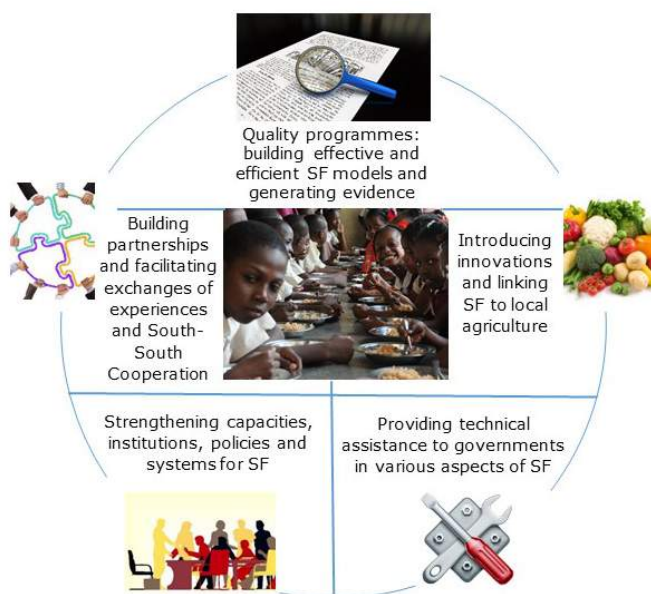 Quality programmes:
building effective and
efficient SF models and
generating evidence
Building
partnerships
and facilitating
exchanges of
experiences
and South-
South
Cooperation
Introducing
innovations
and linking
SF to local
agriculture
Strengthening capacities,
institutions, policies and
systems for SF
Providing technical
assistance to governments
in various aspects of SF